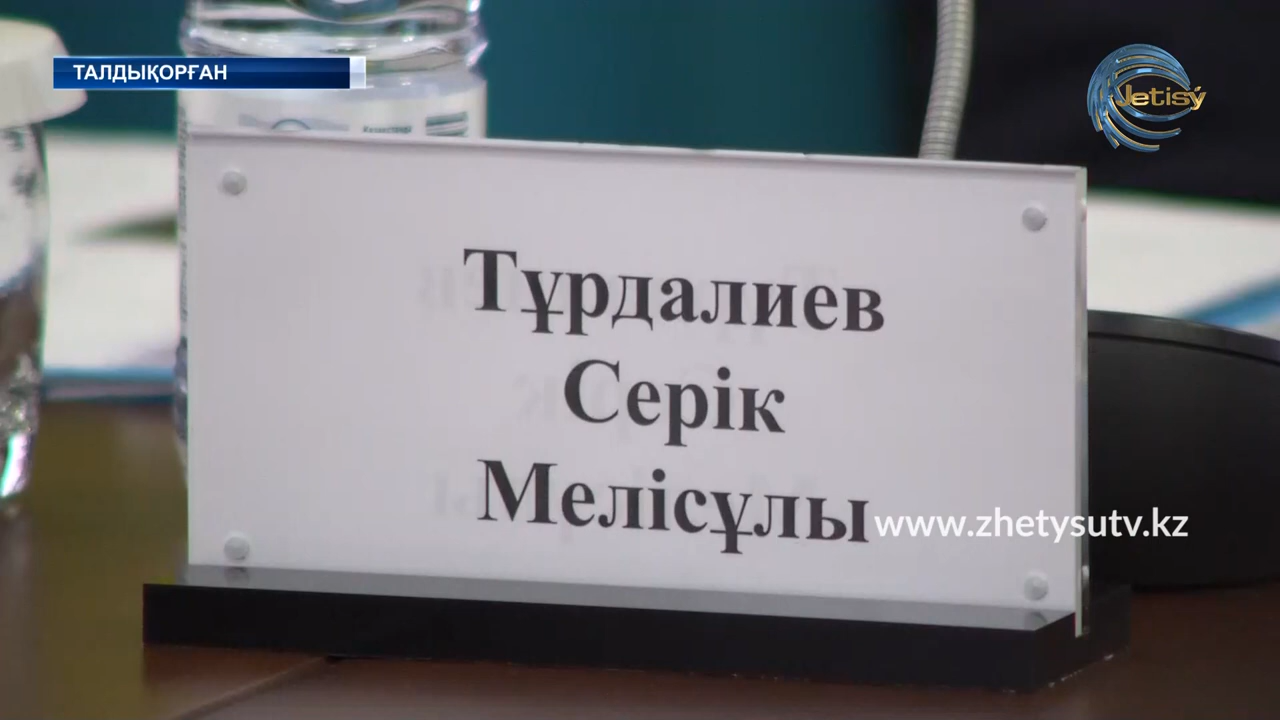 ТАЛДЫҚОРҒАН
Jetisý
Тұрдалиев
Серік
Мелісұлы
www.zhetysutv.kz